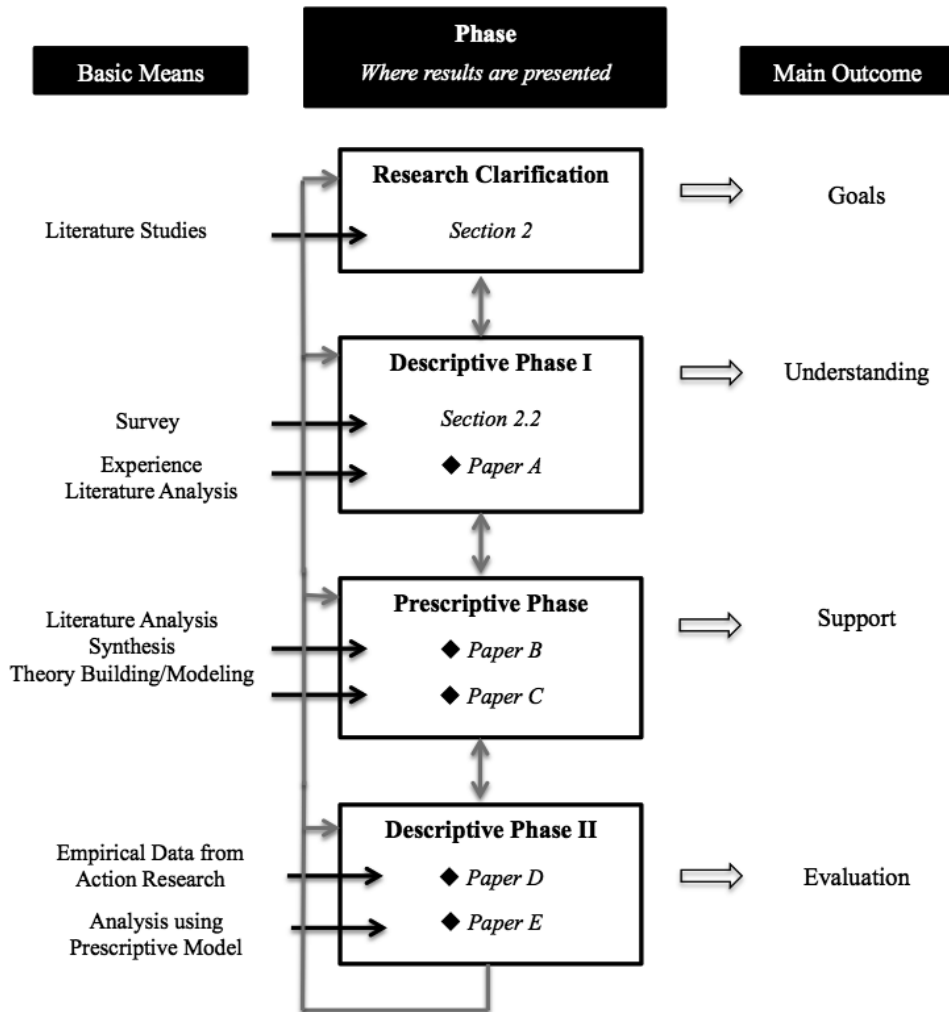 Basic Means
Phase
Where results are presented
Main Outcome
Research Clarification
Section 2
Literature Studies
Goals
Descriptive Phase I
Section 2.2
◆ Paper A
Survey
Experience
Literature Analysis
Understanding
Prescriptive Phase
◆ Paper B
◆ Paper C
Literature Analysis
Synthesis
Theory Building/Modeling
Support
Descriptive Phase II
◆ Paper D
◆ Paper E
Empirical Data from
Action Research
Analysis using
Prescriptive Model
Evaluation